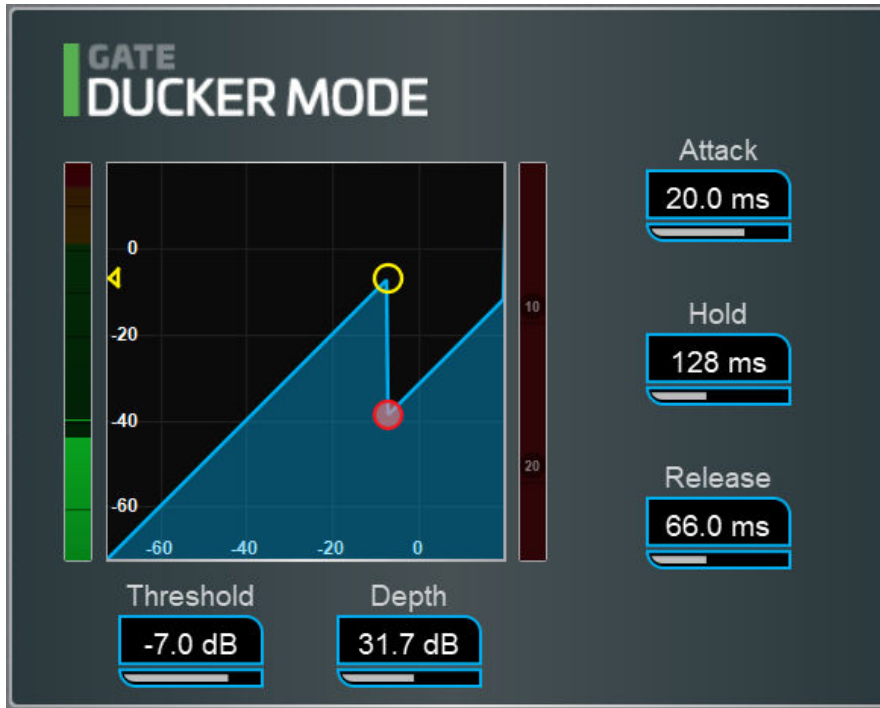 GATE
DUCKER MODE
Attack
20.0 ms
0
-20
-40
-60
-60 -40 -20 0
10
20
Hold
128 ms
Release
66.0 ms
Threshold
-7.0 dB
Depth
31.7 dB